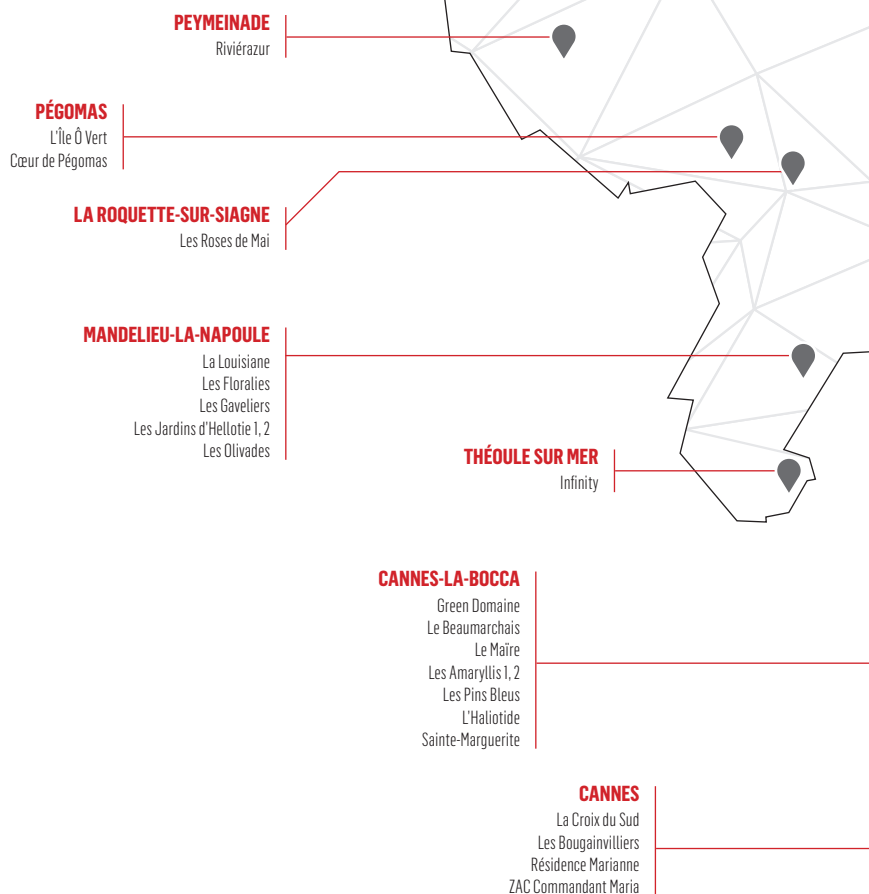 PEYMEINADE
Riviérazur
PÉGOMAS
L'Île Ô Vert
Cœur de Pégomas
LA ROQUETTE-SUR-SIAGNE
Les Roses de Mai
MANDELIEU-LA-NAPOULE
La Louisiane
Les Floralies
Les Gaveliers
Les Jardins d'Hellotie 1, 2
Les Olivades
THÉOULE SUR MER
Infinity
CANNES-LA-BOCCA
Green Domaine
Le Beaumarchais
Le Maïre
Les Amaryllis 1, 2
Les Pins Bleus
L'Haliotide
Sainte-Marguerite
CANNES
La Croix du Sud
Les Bougainvilliers
Résidence Marianne
ZAC Commandant Maria